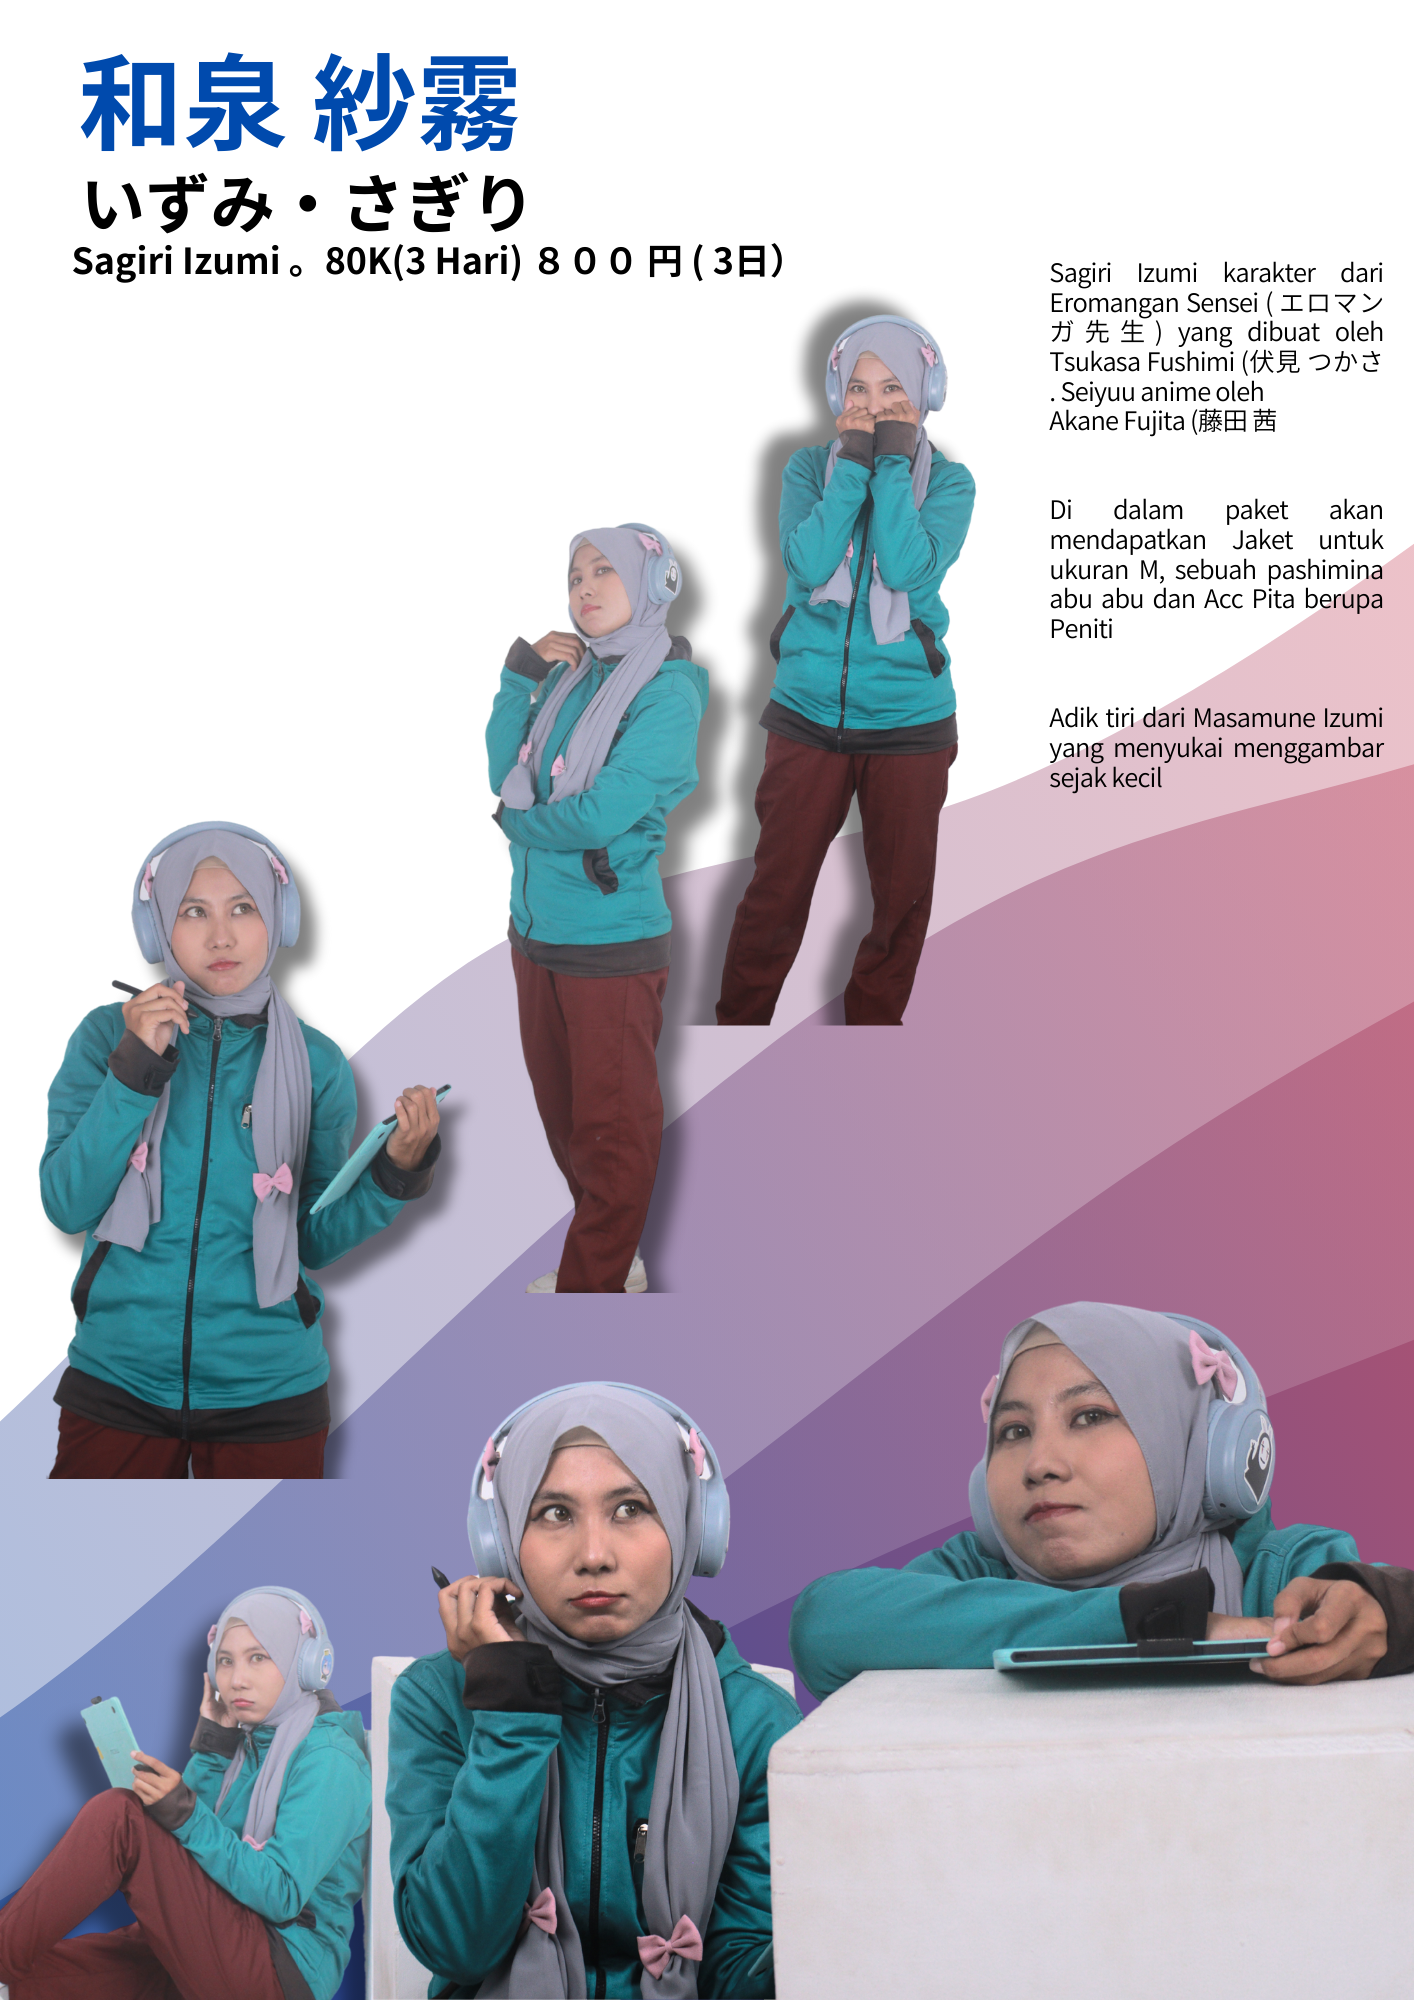 和泉 紗霧
いずみ・さぎり
Sagiri Izumi 。 80K(3 Hari) ８００ 円 ( 3日）
Sagiri Izumi karakter dari
Eromangan Sensei ( エロマン
ガ先生) yang dibuat oleh
Tsukasa Fushimi (伏見 つかさ
. Seiyuu anime oleh
Akane Fujita (藤田 茜
Di dalam paket akan
mendapatkan Jaket untuk
ukuran M, sebuah pashimina
abu abu dan Acc Pita berupa
Peniti
Adik tiri dari Masamune Izumi
yang menyukai menggambar
sejak kecil